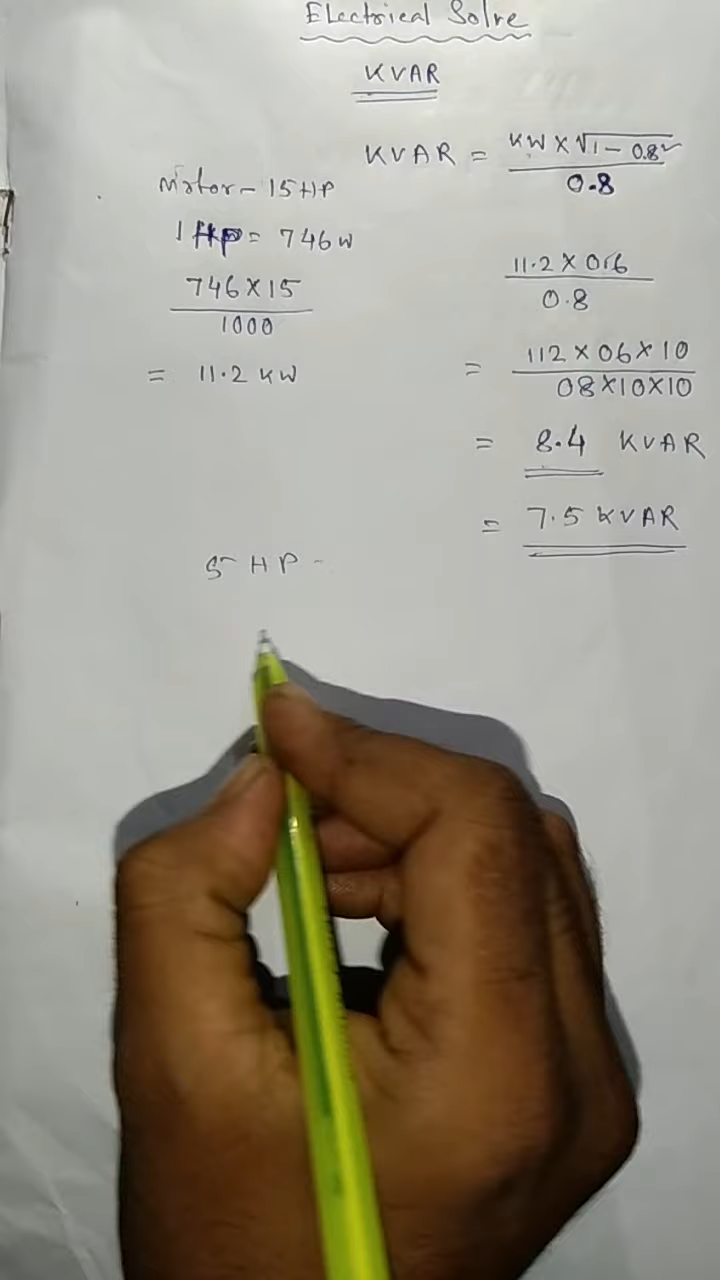 Electrical Solve
KVAR
KVAR = KW X √1 - 0.8²
0.8
Motor - 15 HP
1 HP = 746 W
746 X 15
1000
= 11.2 KW
11.2 X 0.6
0.8
= 112 X 06 X 10
08 X 10 X 10
= 8.4 KVAR
= 7.5 KVAR
5 HP -